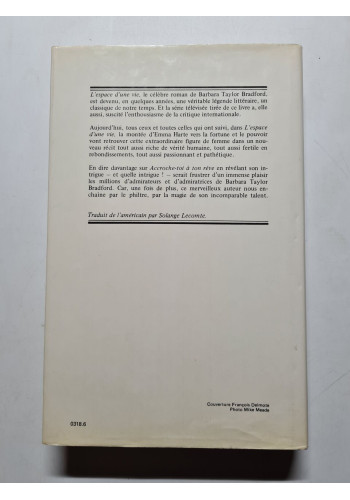 L'espace d'une vie, le célèbre roman de Barbara Taylor Bradford,
est devenu, en quelques années, une véritable légende littéraire, un
classique de notre temps. Et la série télévisée tirée de ce livre a, elle
aussi, suscité l'enthousiasme de la critique internationale.
Aujourd'hui, tous ceux et toutes celles qui ont suivi, dans L'espace
d'une vie, la montée d'Emma Harte vers la fortune et le pouvoir
vont retrouver cette extraordinaire figure de femme dans un nou-
veau récit tout aussi riche de vérité humaine, tout aussi fertile en
rebondissements, tout aussi passionnant et pathétique.
En dire davantage sur Accroche-toi à ton rêve en révélant son in-
trigue — et quelle intrigue ! — serait frustrer d'un immense plaisir
les millions d'admirateurs et d'admiratrices de Barbara Taylor
Bradford. Car, une fois de plus, ce merveilleux auteur nous en-
chaîne par le philtre, par la magie de son incomparable talent.
Traduit de l'américain par Solange Lecomte.
Couverture François Dermuis
Photo Mike Meade
0318.6